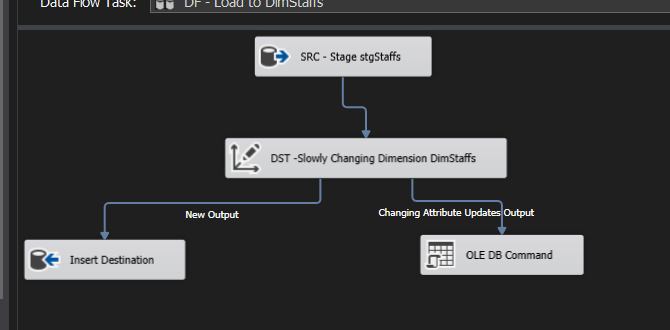 Data Flow Task: DF - Load to DimStaffs
SRC - Stage stgStaffs
DST -Slowly Changing Dimension DimStaffs
New Output
Changing Attribute Updates Output
Insert Destination
OLE DB Command